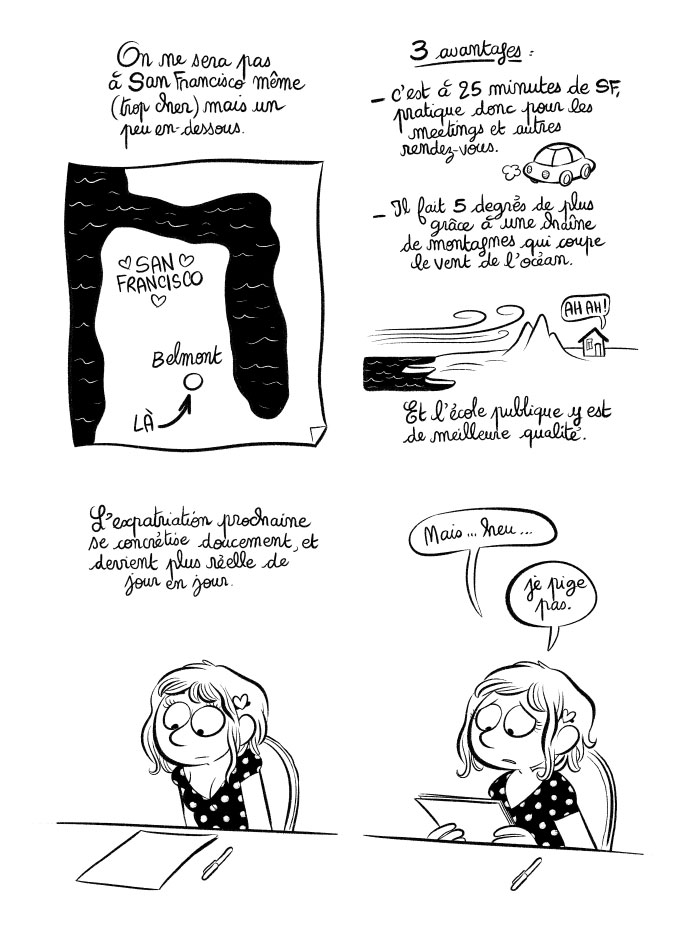 On ne sera pas
à San Francisco même
(trop cher) mais un
peu en-dessous.
SAN
FRANCISCO
Belmont
LÀ
3 avantages :
- c'est à 25 minutes de SF,
pratique donc pour les
meetings et autres
rendez-vous.
- Il fait 5 degrés de plus
grâce à une chaîne
de montagnes qui coupe
le vent de l'océan.
AH AH!
Et l'école publique y est
de meilleure qualité.
L'expatriation prochaine
se concrétise doucement, et
devient plus réelle de
jour en jour.
Mais... heu...
je pige
pas.